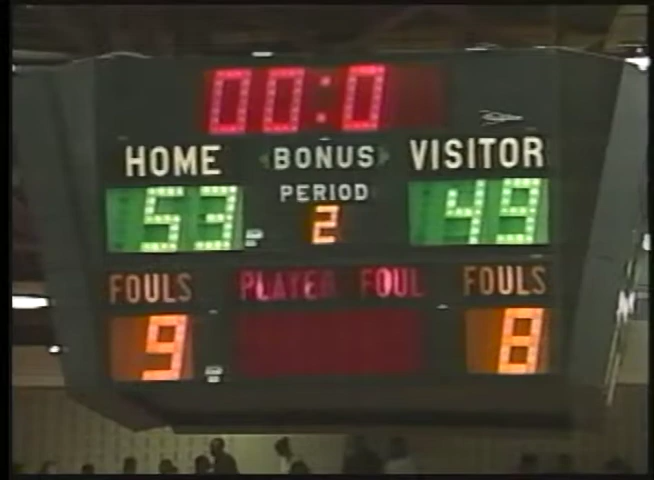 00:0
HOME BONUS VISITOR
PERIOD
53 2 49
FOULS PLAYER FOUL FOULS
9 8